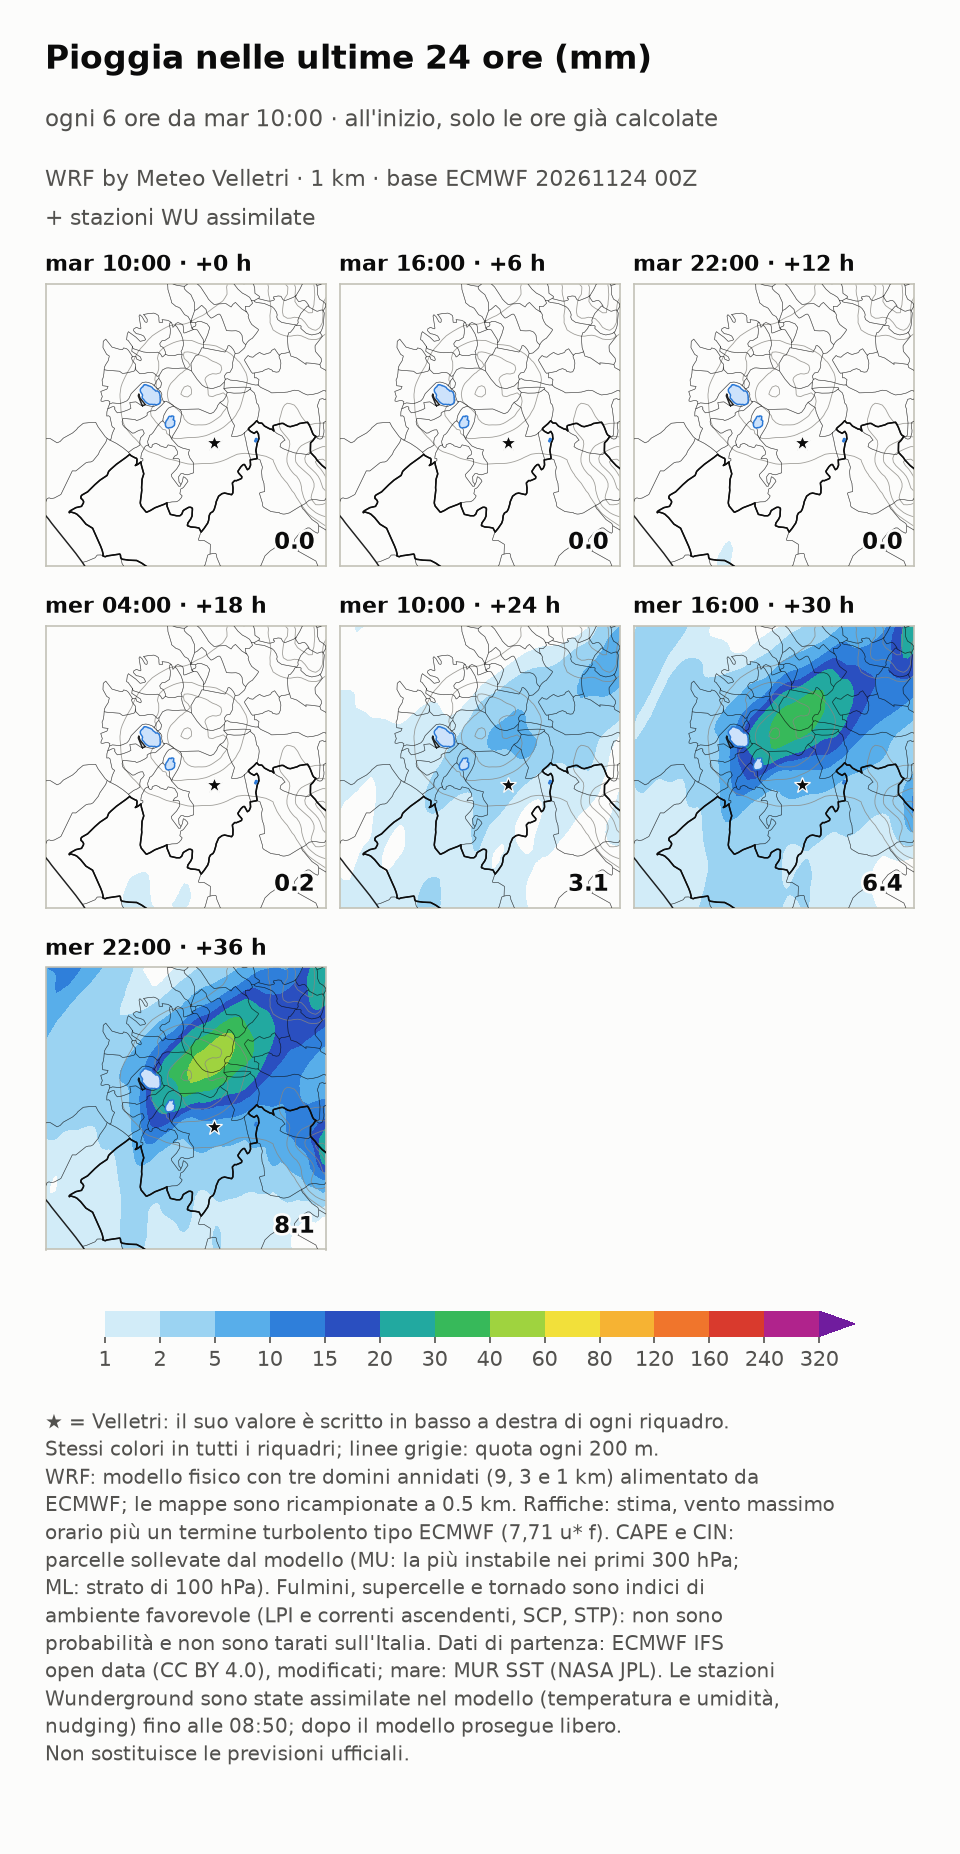 Pioggia nelle ultime 24 ore (mm)
ogni 6 ore da mar 10:00 · all'inizio, solo le ore già calcolate
WRF by Meteo Velletri · 1 km · base ECMWF 20261124 00Z
+ stazioni WU assimilate
mar 10:00 · +0 h
mar 16:00 · +6 h
mar 22:00 · +12 h
0.0
0.0
0.0
mer 04:00 · +18 h
mer 10:00 · +24 h
mer 16:00 · +30 h
0.2
3.1
6.4
mer 22:00 · +36 h
8.1
1 2 5 10 15 20 30 40 60 80 120 160 240 320
★ = Velletri: il suo valore è scritto in basso a destra di ogni riquadro.
Stessi colori in tutti i riquadri; linee grigie: quota ogni 200 m.
WRF: modello fisico con tre domini annidati (9, 3 e 1 km) alimentato da
ECMWF; le mappe sono ricampionate a 0.5 km. Raffiche: stima, vento massimo
orario più un termine turbolento tipo ECMWF (7,71 u* f). CAPE e CIN:
parcelle sollevate dal modello (MU: la più instabile nei primi 300 hPa;
ML: strato di 100 hPa). Fulmini, supercelle e tornado sono indici di
ambiente favorevole (LPI e correnti ascendenti, SCP, STP): non sono
probabilità e non sono tarati sull'Italia. Dati di partenza: ECMWF IFS
open data (CC BY 4.0), modificati; mare: MUR SST (NASA JPL). Le stazioni
Wunderground sono state assimilate nel modello (temperatura e umidità,
nudging) fino alle 08:50; dopo il modello prosegue libero.
Non sostituisce le previsioni ufficiali.